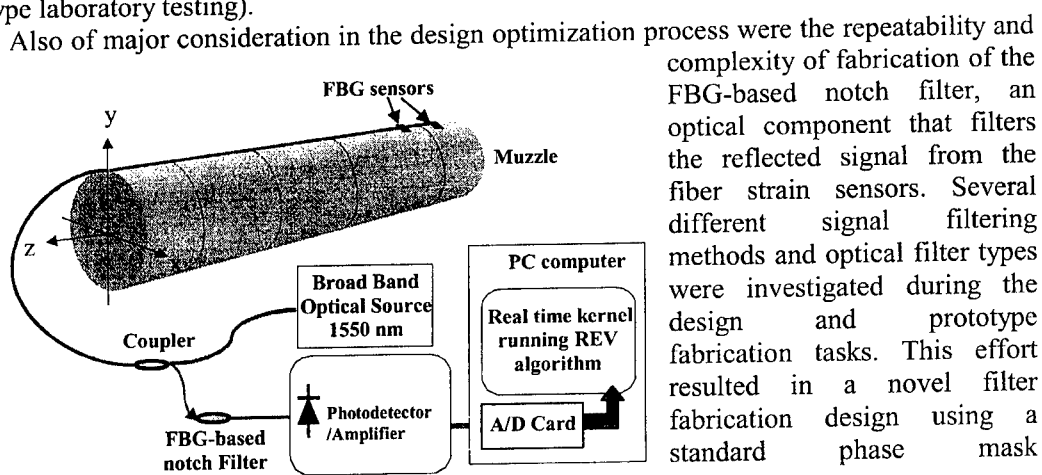 ype laboratory testing).
Also of major consideration in the design optimization process were the repeatability and
complexity of fabrication of the
FBG-based notch filter, an
optical component that filters
the reflected signal from the
fiber strain sensors. Several
different signal filtering
methods and optical filter types
were investigated during the
design and prototype
fabrication tasks. This effort
resulted in a novel filter
fabrication design using a
standard phase mask
FBG sensors
y
Muzzle
z
x
Broad Band
Optical Source
1550 nm
PC computer
Real time kernel
running REV
algorithm
Coupler
Photodetector
/Amplifier
A/D Card
FBG-based
notch Filter